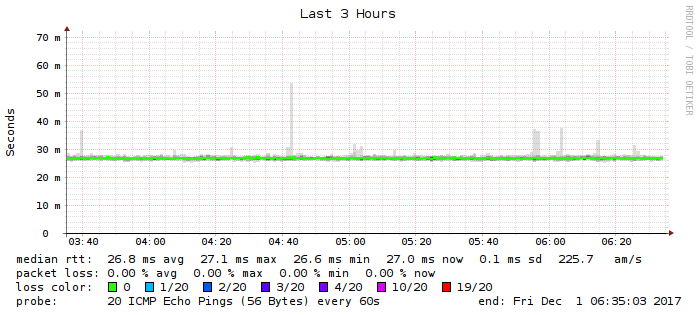 Last 3 Hours
RRDTOOL / TOBI OETIKER
Seconds
70 m
60 m
50 m
40 m
30 m
20 m
10 m
0
03:40 04:00 04:20 04:40 05:00 05:20 05:40 06:00 06:20
median rtt: 26.8 ms avg 27.1 ms max 26.6 ms min 27.0 ms now 0.1 ms sd 225.7 am/s
packet loss: 0.00 % avg 0.00 % max 0.00 % min 0.00 % now
loss color: 0 1/20 2/20 3/20 4/20 10/20 19/20
probe: 20 ICMP Echo Pings (56 Bytes) every 60s end: Fri Dec 1 06:35:03 2017